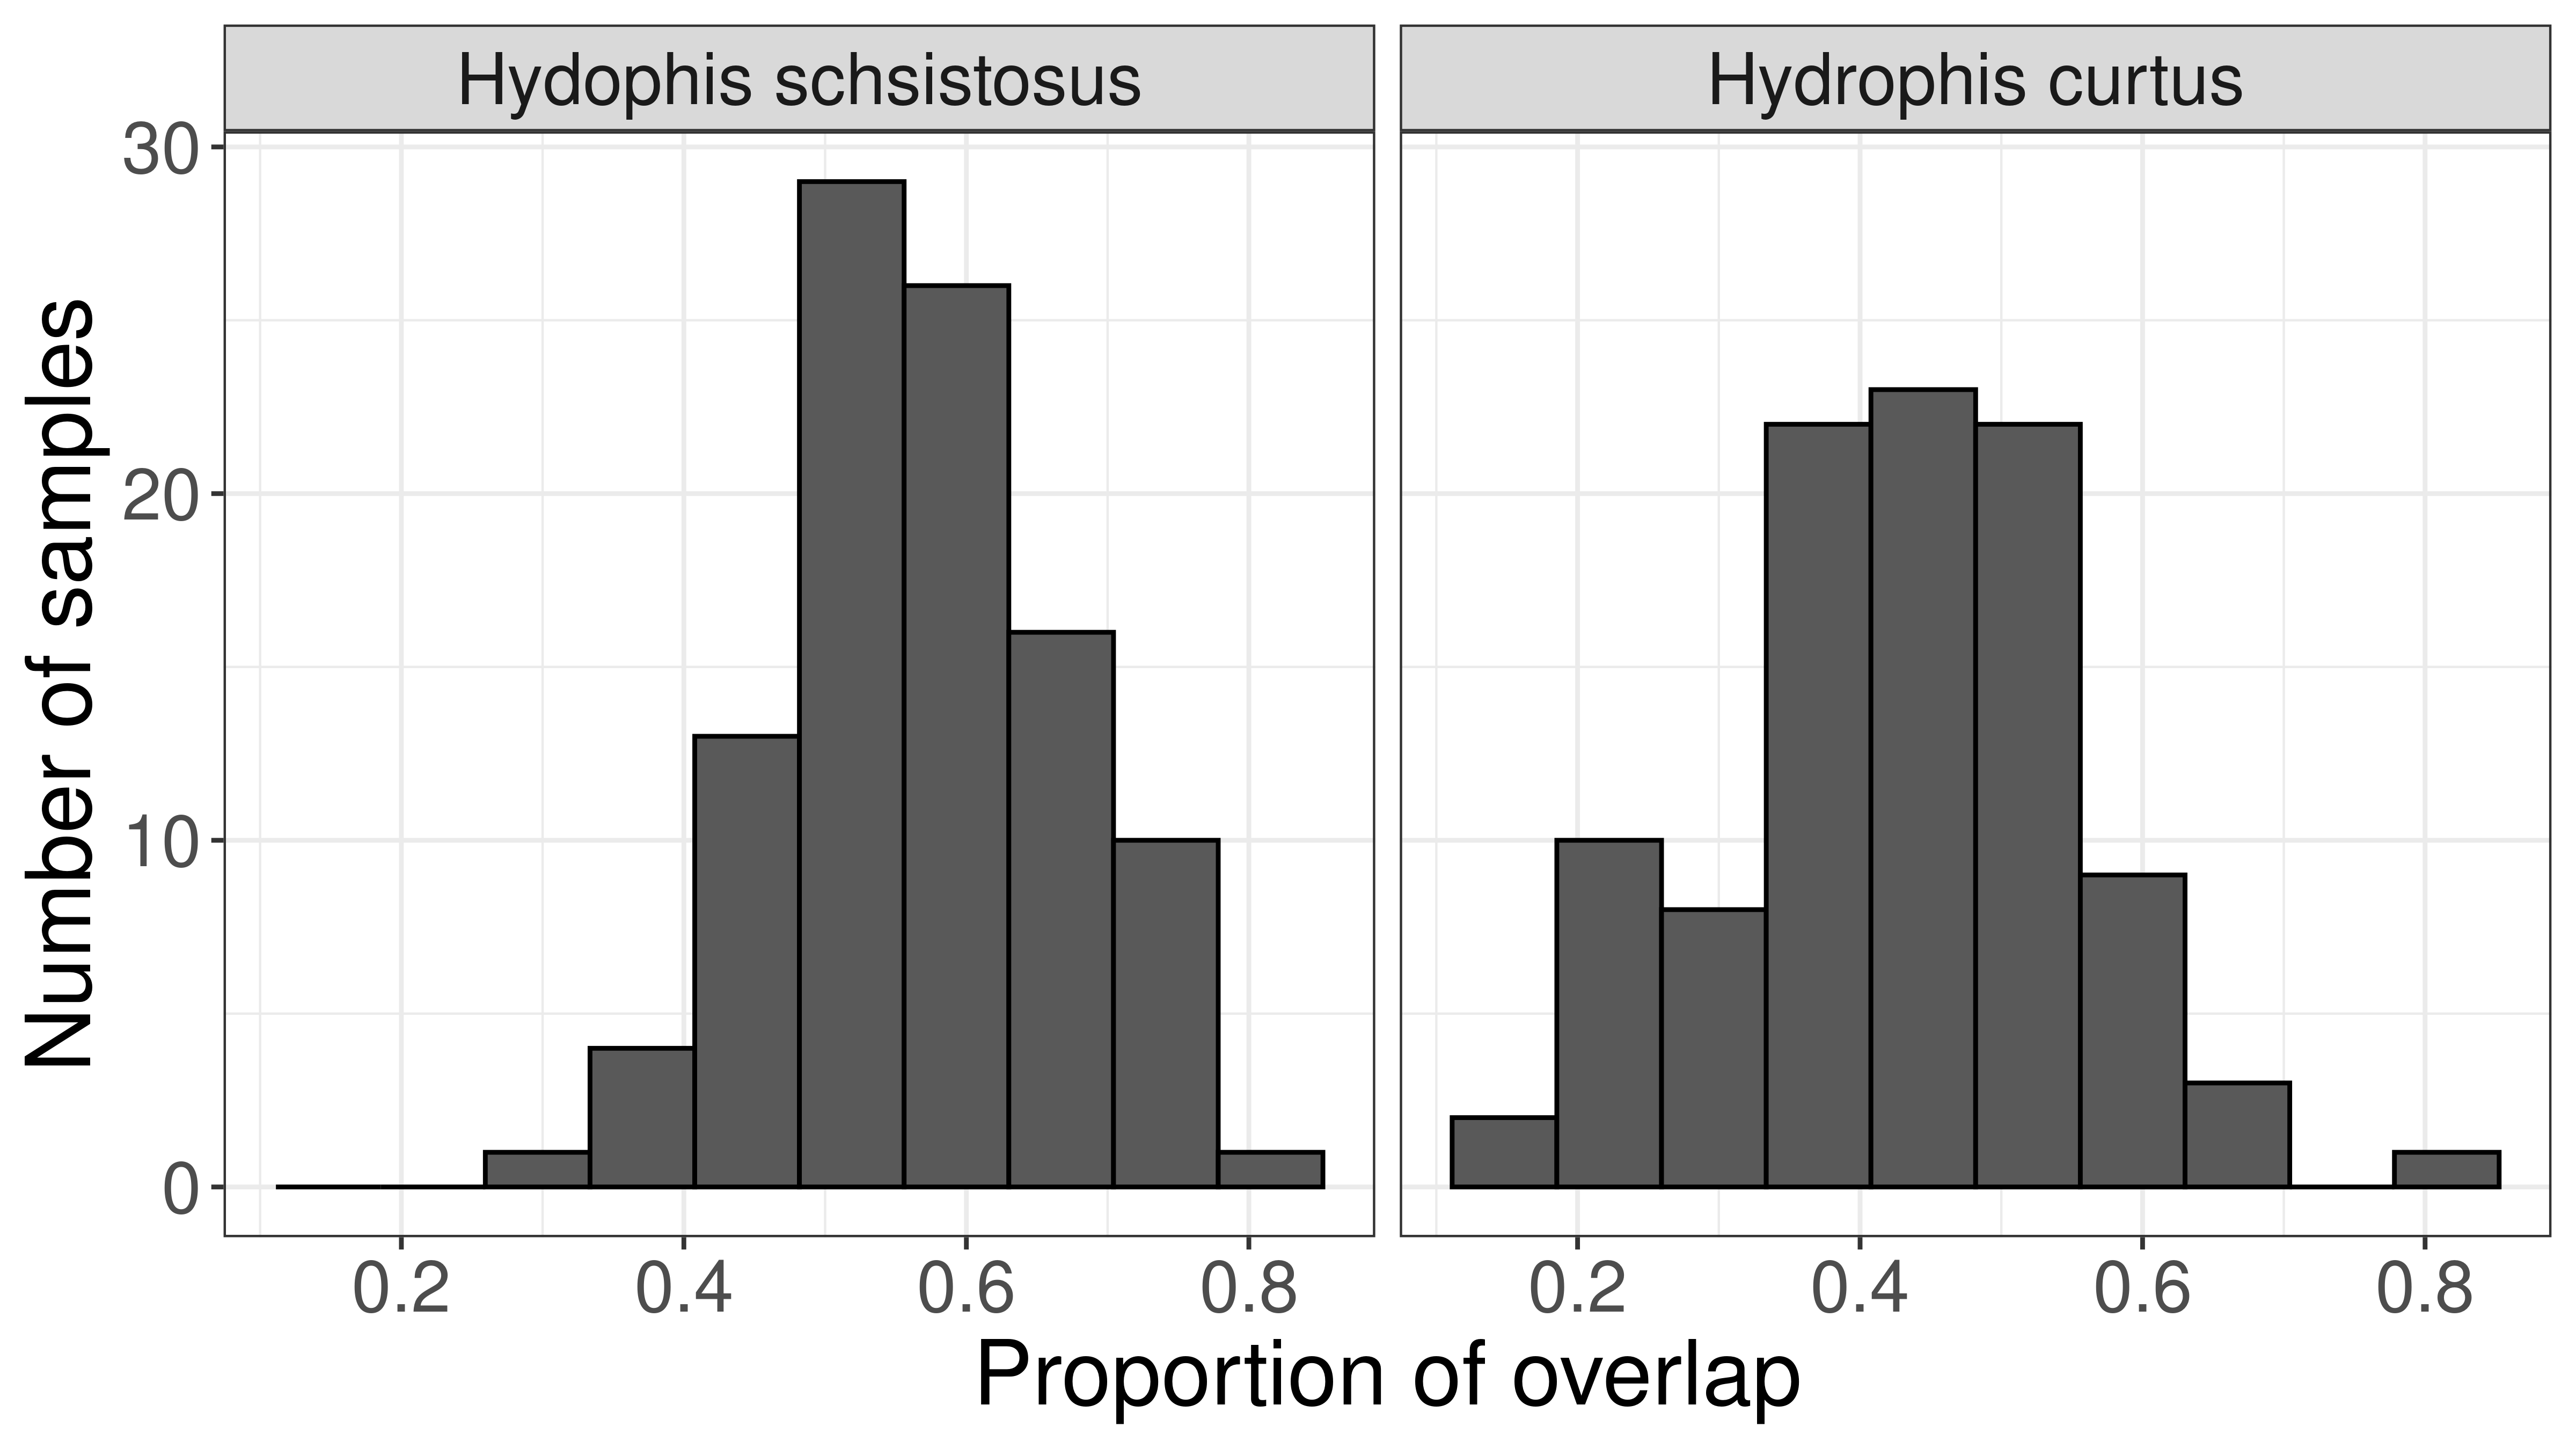 Hydophis schsistosus
Hydrophis curtus
Number of samples
30
20
10
0
0.2 0.4 0.6 0.8
0.2 0.4 0.6 0.8
Proportion of overlap